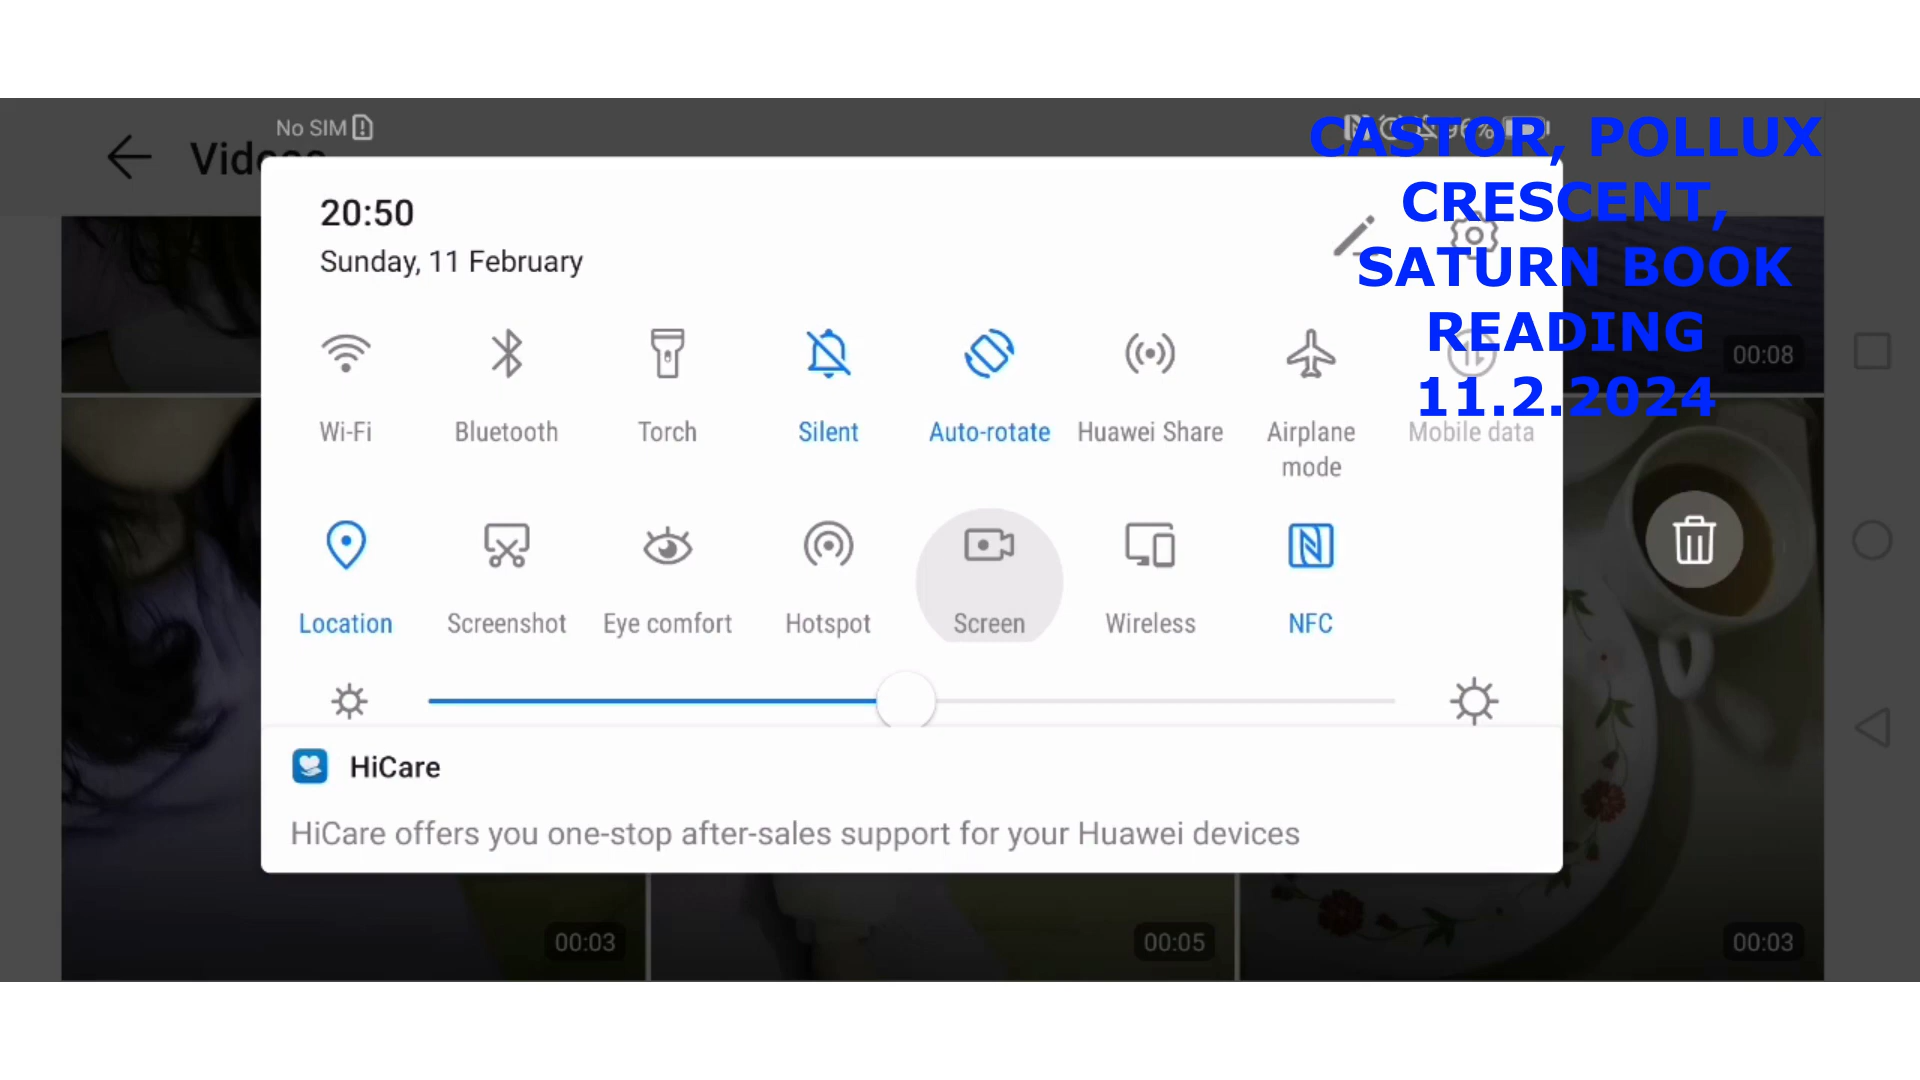 No SIM
96%
Videos
CASTOR, POLLUX
CRESCENT,
SATURN BOOK
READING
11.2.2024
20:50
Sunday, 11 February
Wi-Fi
Bluetooth
Torch
Silent
Auto-rotate
Huawei Share
Airplane
mode
Mobile data
00:08
Location
Screenshot
Eye comfort
Hotspot
Screen
Wireless
NFC
HiCare
HiCare offers you one-stop after-sales support for your Huawei devices
00:03
00:05
00:03